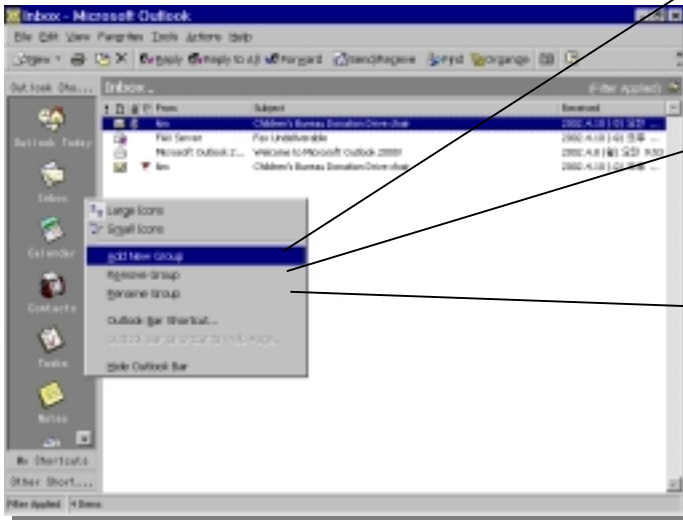 Inbox - Microsoft Outlook
File Edit View Favorites Tools Actions Help
New Reply Reply to All Forward Send/Receive Find Organize
Outlook Sho... Inbox. (Filter Applied)
From Subject Received
Children's Bureau Donation Drive chair
Fax Server Fax Undeliverable
Microsoft Outlook 2... Welcome to Microsoft Outlook 2000!
Children's Bureau Donation Drive chair
Outlook Today
Inbox
Calendar
Contacts
Tasks
Notes
Large Icons
Small Icons
Add New Group
Remove Group
Rename Group
Outlook Bar Shortcut...
Hide Outlook Bar
My Shortcuts
Other Short...
Filter Applied 4 Items